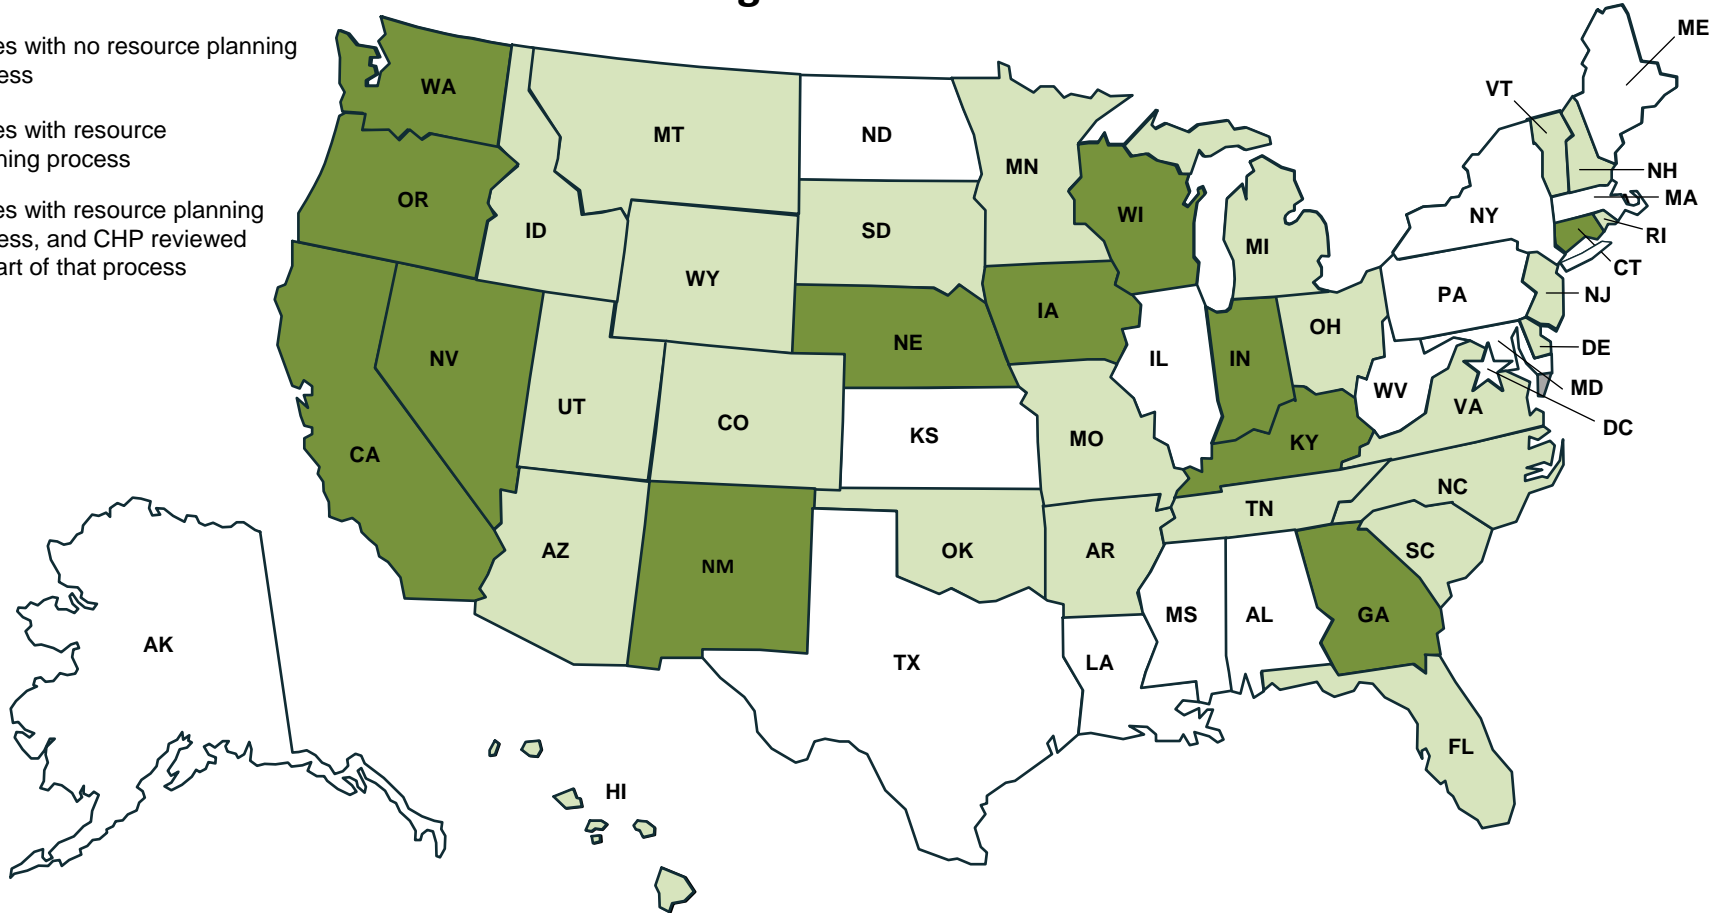 g
es with no resource planning
ess
es with resource
ning process
es with resource planning
ess, and CHP reviewed
art of that process
ME
WA
VT
MT
ND
MN
NH
OR
MA
WI
NY
ID
SD
RI
MI
WY
CT
PA
NJ
IA
OH
NE
DE
NV
IL
IN
MD
WV
UT
VA
CO
DC
KS
MO
KY
CA
NC
TN
AZ
OK
AR
SC
NM
MS
AL
GA
AK
TX
LA
FL
HI